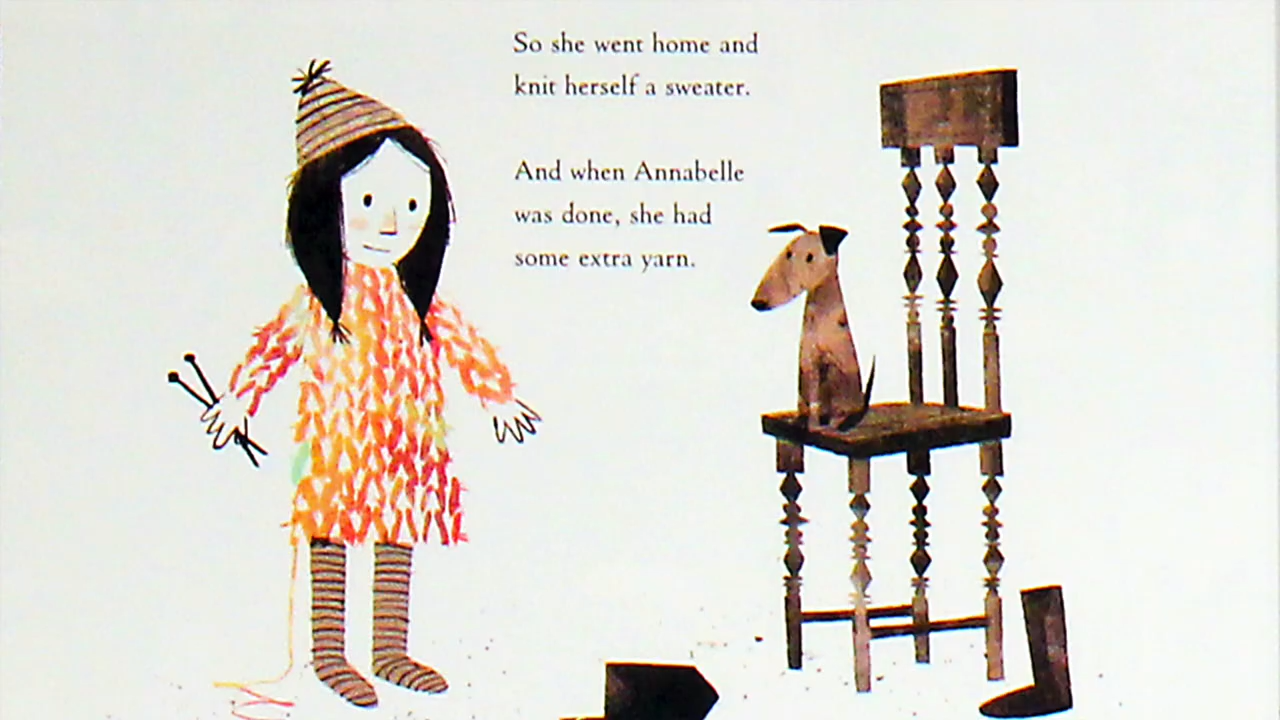 So she went home and
knit herself a sweater.
And when Annabelle
was done, she had
some extra yarn.